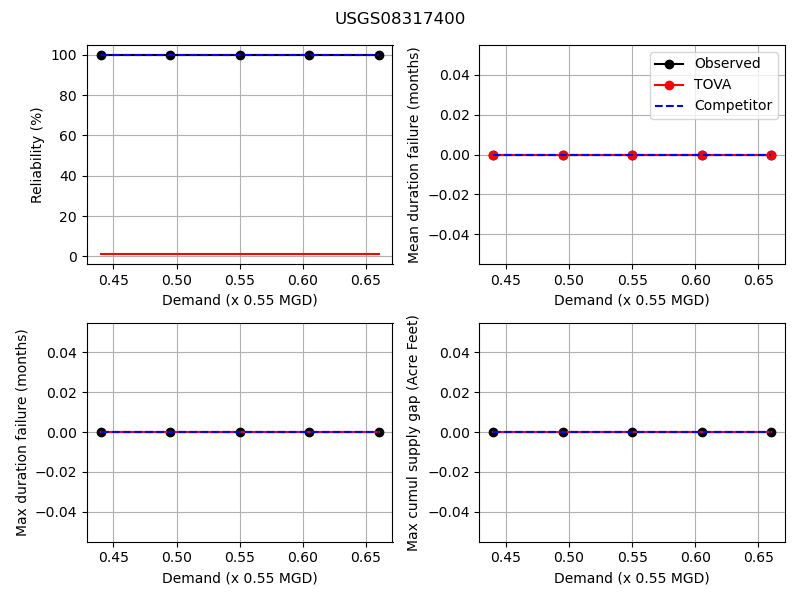 USGS08317400
Reliability (%)
100
80
60
40
20
0
0.45 0.50 0.55 0.60 0.65
Demand (x 0.55 MGD)
Mean duration failure (months)
0.04
0.02
0.00
−0.02
−0.04
Observed
TOVA
Competitor
0.45 0.50 0.55 0.60 0.65
Demand (x 0.55 MGD)
Max duration failure (months)
0.04
0.02
0.00
−0.02
−0.04
0.45 0.50 0.55 0.60 0.65
Demand (x 0.55 MGD)
Max cumul supply gap (Acre Feet)
0.04
0.02
0.00
−0.02
−0.04
0.45 0.50 0.55 0.60 0.65
Demand (x 0.55 MGD)